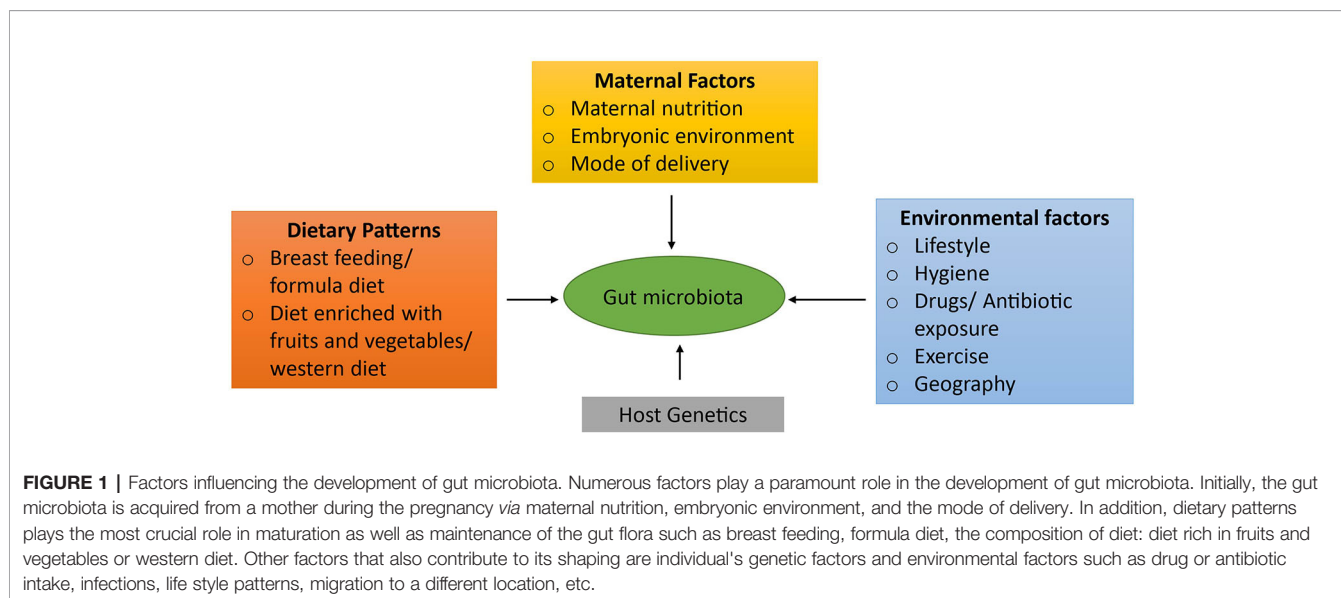 Maternal Factors
o Maternal nutrition
o Embryonic environment
o Mode of delivery
Dietary Patterns
o Breast feeding/
formula diet
o Diet enriched with
fruits and vegetables/
western diet
Gut microbiota
Environmental factors
o Lifestyle
o Hygiene
o Drugs/ Antibiotic
exposure
o Exercise
o Geography
Host Genetics
FIGURE 1 | Factors influencing the development of gut microbiota. Numerous factors play a paramount role in the development of gut microbiota. Initially, the gut
microbiota is acquired from a mother during the pregnancy via maternal nutrition, embryonic environment, and the mode of delivery. In addition, dietary patterns
plays the most crucial role in maturation as well as maintenance of the gut flora such as breast feeding, formula diet, the composition of diet: diet rich in fruits and
vegetables or western diet. Other factors that also contribute to its shaping are individual's genetic factors and environmental factors such as drug or antibiotic
intake, infections, life style patterns, migration to a different location, etc.